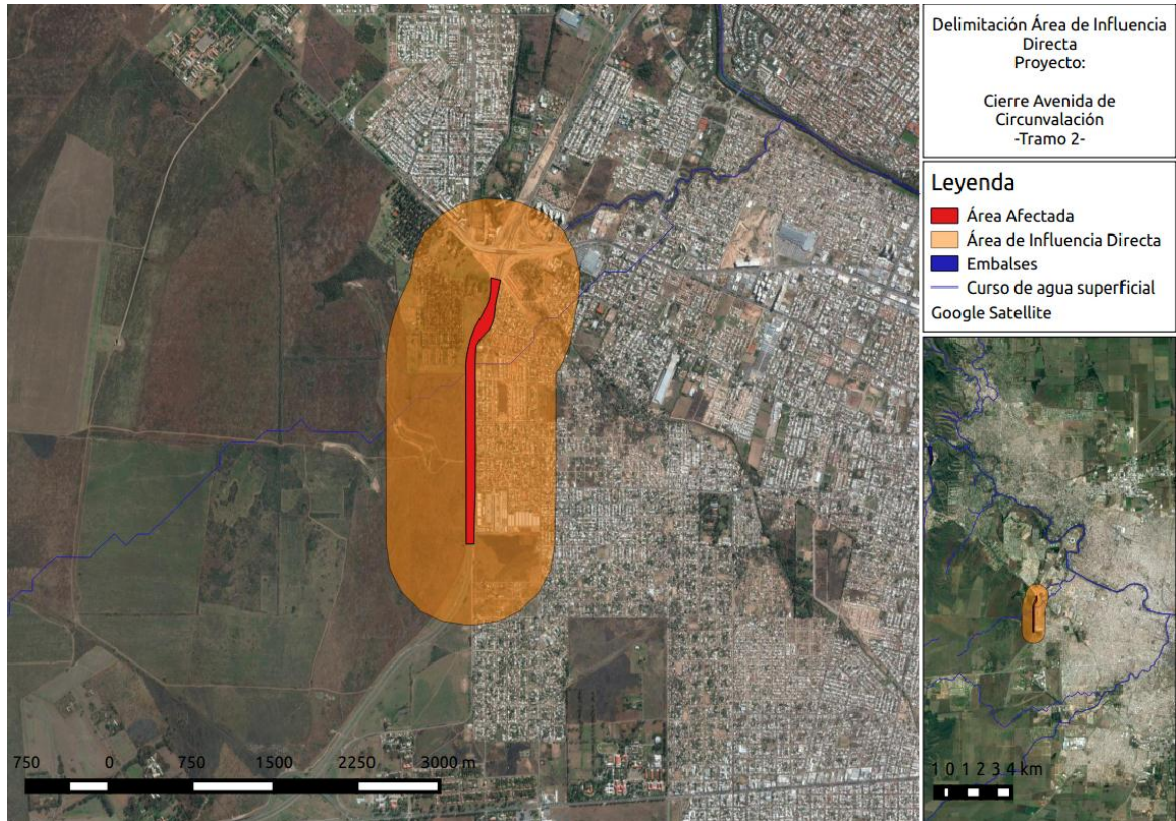 Delimitación Área de Influencia
Directa
Proyecto:
Cierre Avenida de
Circunvalación
-Tramo 2-
Leyenda
Área Afectada
Área de Influencia Directa
Embalses
Curso de agua superficial
Google Satellite
750 0 750 1500 2250 3000 m
1 0 1 2 3 4 km